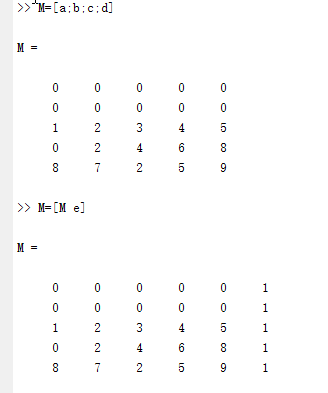 >> M=[a;b;c;d]
M =
0 0 0 0 0
0 0 0 0 0
1 2 3 4 5
0 2 4 6 8
8 7 2 5 9
>> M=[M e]
M =
0 0 0 0 0 1
0 0 0 0 0 1
1 2 3 4 5 1
0 2 4 6 8 1
8 7 2 5 9 1